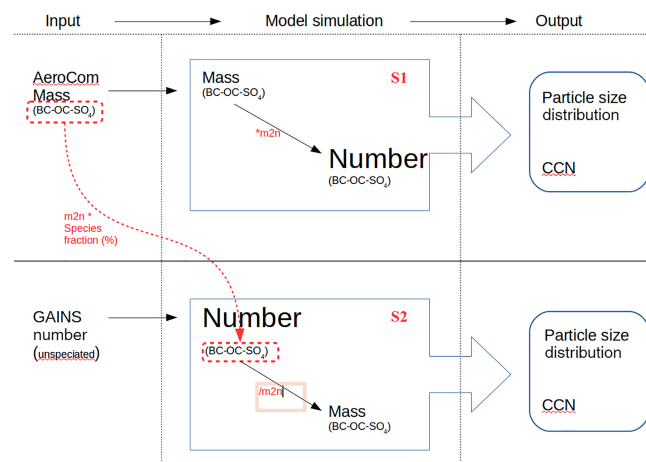 Input
Model simulation
Output
AeroCom
Mass
(BC-OC-SO4)
Mass
(BC-OC-SO4)
S1
*m2n
Number
(BC-OC-SO4)
Particle size
distribution
CCN
m2n *
Species
fraction (%)
GAINS
number
(unspeciated)
Number
S2
(BC-OC-SO4)
/m2n
Mass
(BC-OC-SO4)
Particle size
distribution
CCN